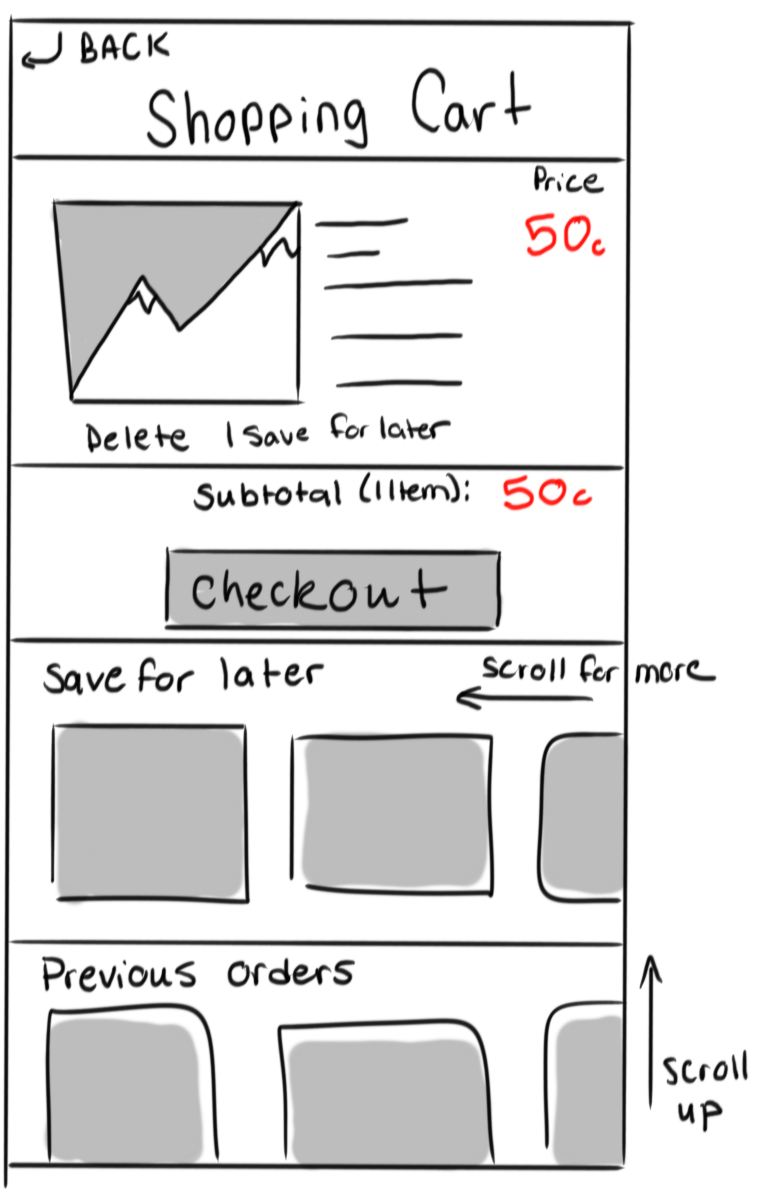 BACK
Shopping Cart
Price
50c
Delete | Save for later
Subtotal (1 Item): 50c
checkout
Save for later
Scroll for more
Previous orders
Scroll
up